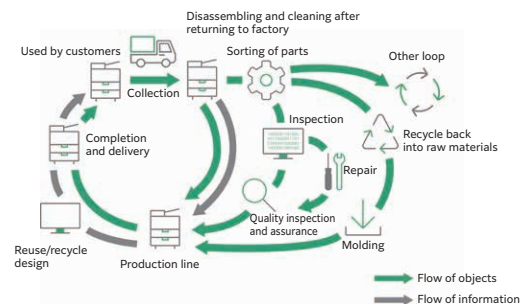 Disassembling and cleaning after
returning to factory
Used by customers
Sorting of parts
Other loop
Collection
Inspection
Completion
and delivery
Recycle back
into raw materials
Repair
Quality inspection
and assurance
Molding
Reuse/recycle
design
Production line
Flow of objects
Flow of information